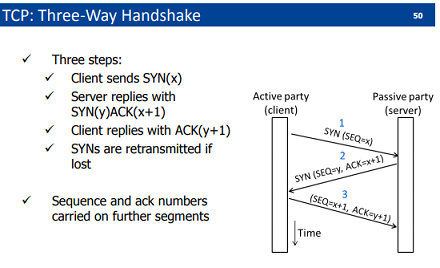 TCP: Three-Way Handshake
50
✓ Three steps:
✓ Client sends SYN(x)
✓ Server replies with
SYN(y)ACK(x+1)
✓ Client replies with ACK(y+1)
✓ SYNs are retransmitted if
lost
✓ Sequence and ack numbers
carried on further segments
Active party
(client)
Passive party
(server)
1
SYN (SEQ=x)
2
SYN (SEQ=y, ACK=x+1)
3
(SEQ=x+1, ACK=y+1)
Time